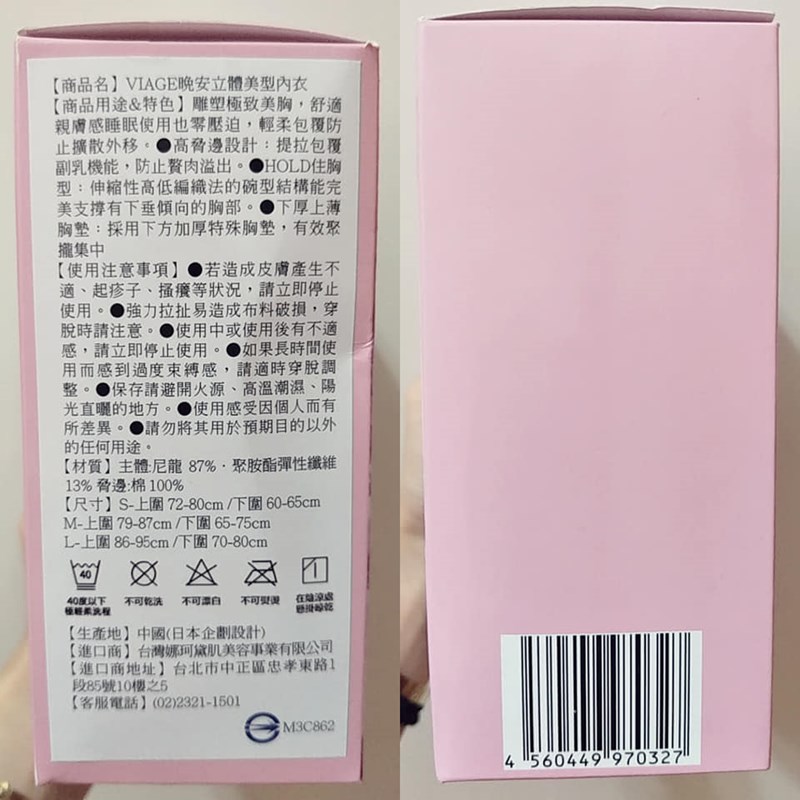 【商品名】VIAGE晚安立體美型內衣
【商品用途&特色】雕塑極致美胸，舒適
親膚感睡眠使用也零壓迫，輕柔包覆防
止擴散外移。●高脅邊設計：提拉包覆
副乳機能，防止贅肉溢出。●HOLD住胸
型：伸縮性高低編織法的碗型結構能完
美支撐有下垂傾向的胸部。●下厚上薄
胸墊：採用下方加厚特殊胸墊，有效聚
攏集中
【使用注意事項】●若造成皮膚產生不
適、起疹子、搔癢等狀況，請立即停止
使用。●強力拉扯易造成布料破損，穿
脫時請注意。●使用中或使用後有不適
感，請立即停止使用。●如果長時間使
用而感到過度束縛感，請適時穿脫調
整。●保存請避開火源、高溫潮濕、陽
光直曬的地方。●使用感受因個人而有
所差異。●請勿將其用於預期目的以外
的任何用途。
【材質】主體:尼龍 87%．聚胺酯彈性纖維
13% 脅邊:棉 100%
【尺寸】S-上圍 72-80cm /下圍 60-65cm
M-上圍 79-87cm /下圍 65-75cm
L-上圍 86-95cm /下圍 70-80cm
40
40度以下 不可乾洗 不可漂白 不可熨燙 在陰涼處
極輕柔洗程 懸掛晾乾
【生產地】中國(日本企劃設計)
【進口商】台灣娜珂黛肌美容事業有限公司
【進口商地址】台北市中正區忠孝東路1
段85號10樓之5
【客服電話】(02)2321-1501
M3C862
4 560449 970327